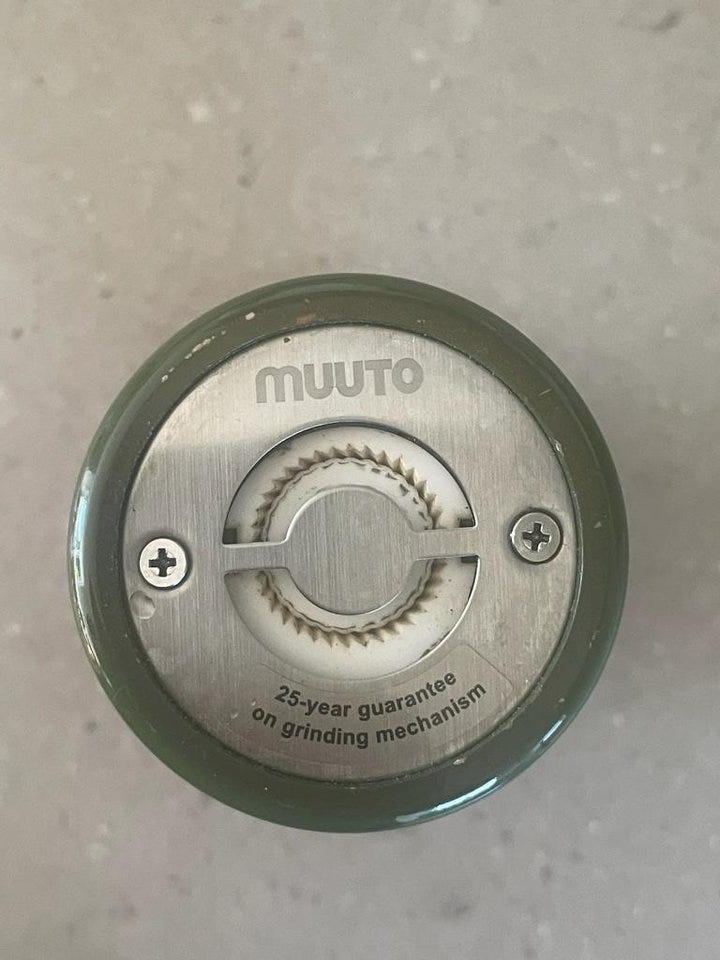 muuto
25-year guarantee
on grinding mechanism